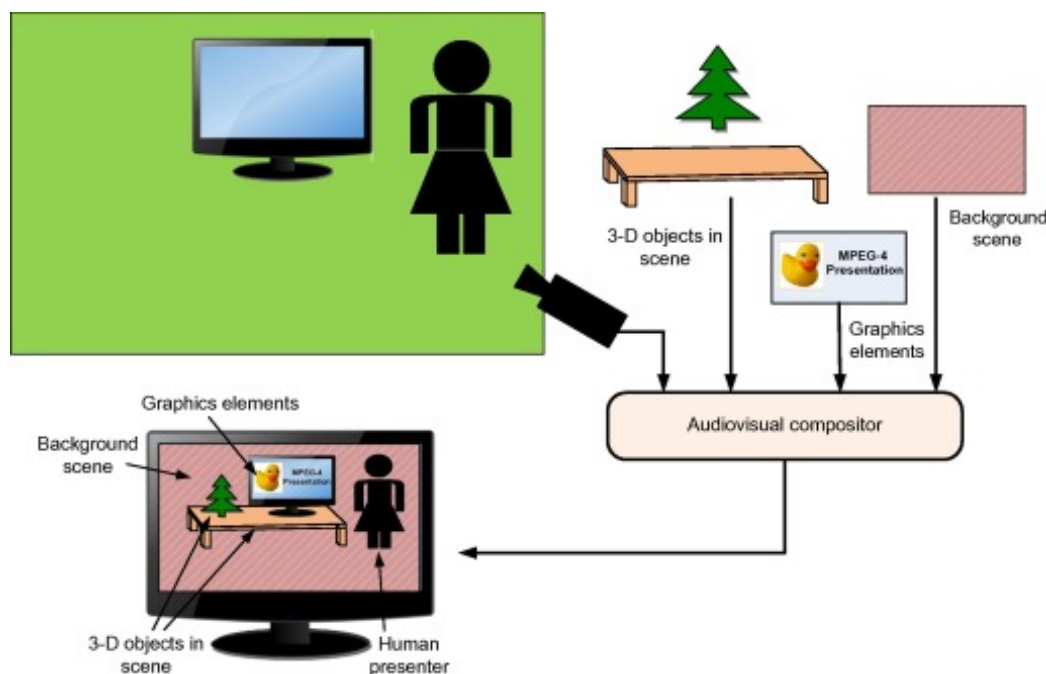 3-D objects in
scene
Background
scene
MPEG-4
Presentation
Graphics
elements
Audiovisual compositor
Graphics elements
Background
scene
MPEG-4
Presentation
3-D objects in
scene
Human
presenter